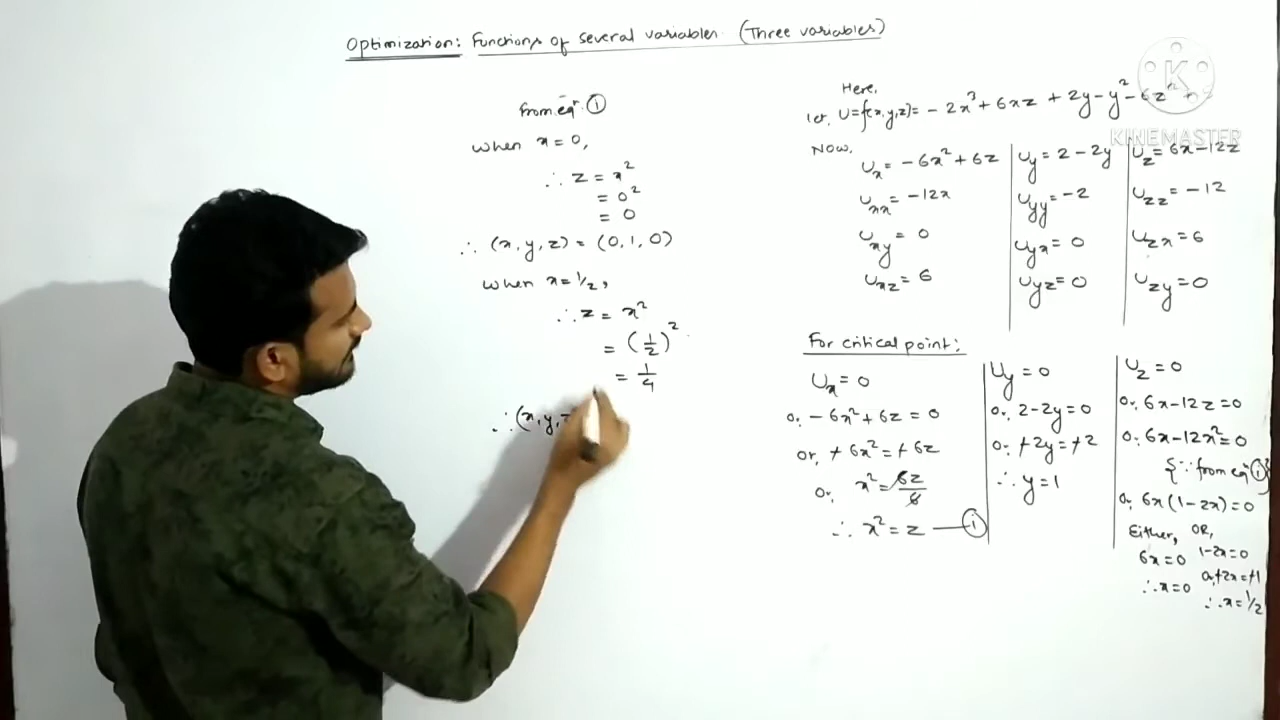 Optimization: Functions of several variables (Three variables)
From eqn. ①
when x=0,
∴ z = x²
= 0²
= 0
∴ (x, y, z) = (0, 1, 0)
when x=1/2,
∴ z = x²
= (1/2)²
= 1/4
∴ (x, y, z
Here,
let, U=f(x,y,z)= -2x³+6xz+2y-y²-6z²+
KINEMASTER
Now,
Ux = -6x²+6z
Uxx = -12x
Uxy = 0
Uxz = 6
Uy = 2-2y
Uyy = -2
Uyx = 0
Uyz = 0
Uz = 6x-12z
Uzz = -12
Uzx = 6
Uzy = 0
For critical point:
Ux = 0
or, -6x²+6z = 0
or, +6x² = +6z
or, x² = 6z/6
∴ x² = z —①
Uy = 0
or, 2-2y=0
or, +2y=+2
∴ y=1
Uz = 0
or, 6x-12z=0
or, 6x-12x²=0
{∵ from eqn ①}
or, 6x(1-2x)=0
Either, OR,
6x=0 1-2x=0
∴ x=0 or, +2x=+1
∴ x=1/2